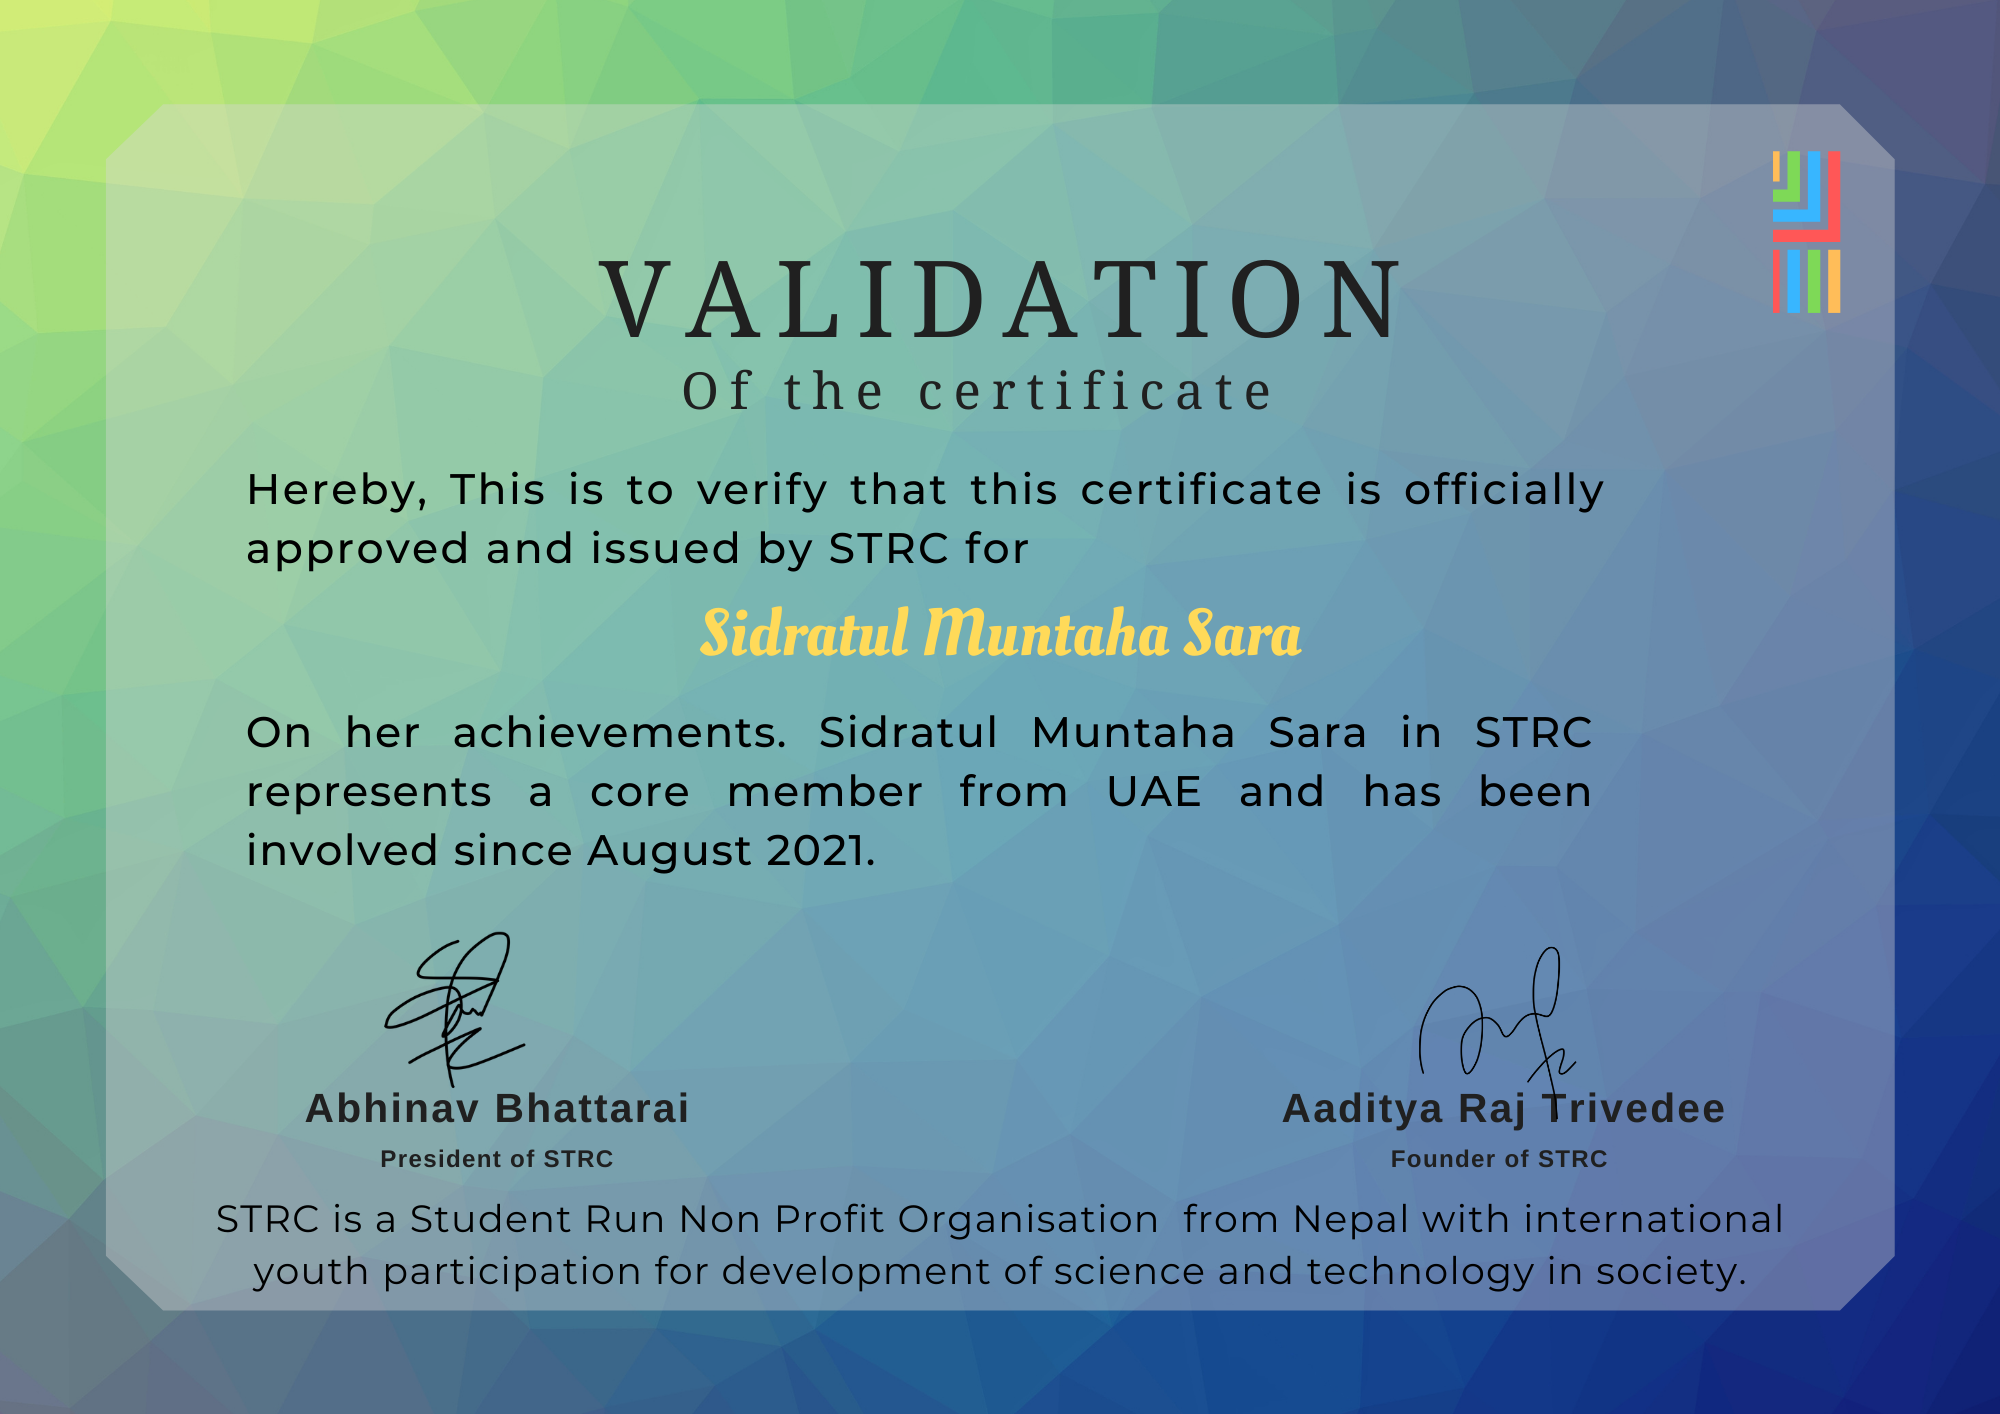 VALIDATION
Of the certificate
Hereby, This is to verify that this certificate is officially
approved and issued by STRC for
Sidratul Muntaha Sara
On her achievements. Sidratul Muntaha Sara in STRC
represents a core member from UAE and has been
involved since August 2021.
Abhinav Bhattarai
Aaditya Raj Trivedee
President of STRC
Founder of STRC
STRC is a Student Run Non Profit Organisation from Nepal with international
youth participation for development of science and technology in society.